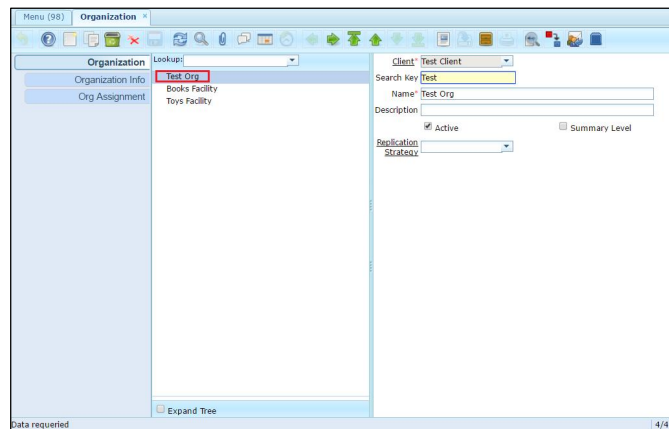 Menu (98) Organization ×
Organization
Organization Info
Org Assignment
Lookup:
Test Org
Books Facility
Toys Facility
Expand Tree
Client* Test Client
Search Key Test
Name* Test Org
Description
Active Summary Level
Replication
Strategy
Data requeried 4/4